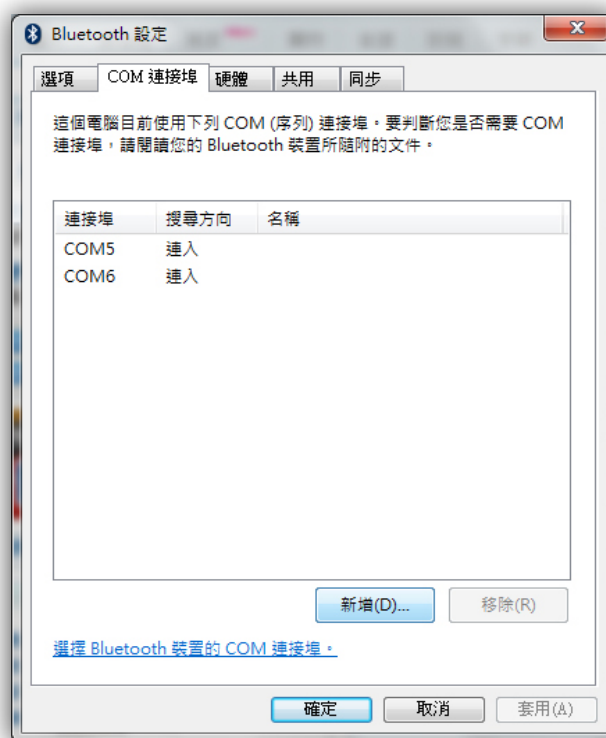 Bluetooth 設定
選項 COM 連接埠 硬體 共用 同步
這個電腦目前使用下列 COM (序列) 連接埠。要判斷您是否需要 COM
連接埠，請閱讀您的 Bluetooth 裝置所隨附的文件。
連接埠 搜尋方向 名稱
COM5 連入
COM6 連入
新增(D)... 移除(R)
選擇 Bluetooth 裝置的 COM 連接埠。
確定 取消 套用(A)